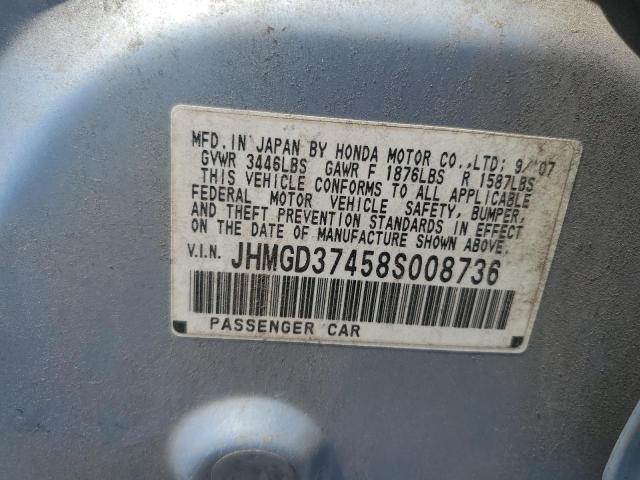 MFD.IN JAPAN BY HONDA MOTOR CO.,LTD; 9/'07
GVWR 3446LBS GAWR F 1876LBS R 1587LBS
THIS VEHICLE CONFORMS TO ALL APPLICABLE
FEDERAL MOTOR VEHICLE SAFETY, BUMPER,
AND THEFT PREVENTION STANDARDS IN EFFECT
ON THE DATE OF MANUFACTURE SHOWN ABOVE.
V.I.N. JHMGD37458S008736
PASSENGER CAR